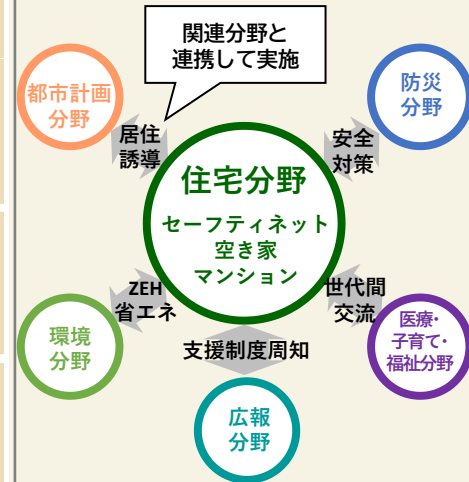 関連分野と
連携して実施
都市計画
分野
防災
分野
居住
誘導
安全
対策
住宅分野
セーフティネット
空き家
マンション
ZEH
省エネ
世代間
交流
環境
分野
支援制度周知
医療・
子育て・
福祉分野
広報
分野